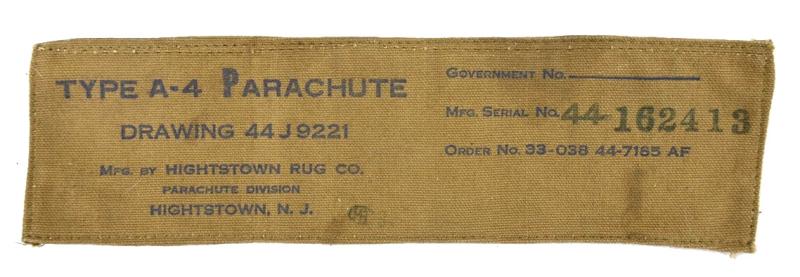 TYPE A-4 PARACHUTE
DRAWING 44J9221
MFG. BY HIGHTSTOWN RUG CO.
PARACHUTE DIVISION
HIGHTSTOWN, N. J.
GOVERNMENT NO.
MFG. SERIAL NO. 44-162413
ORDER NO. 33-038 44-7185 AF